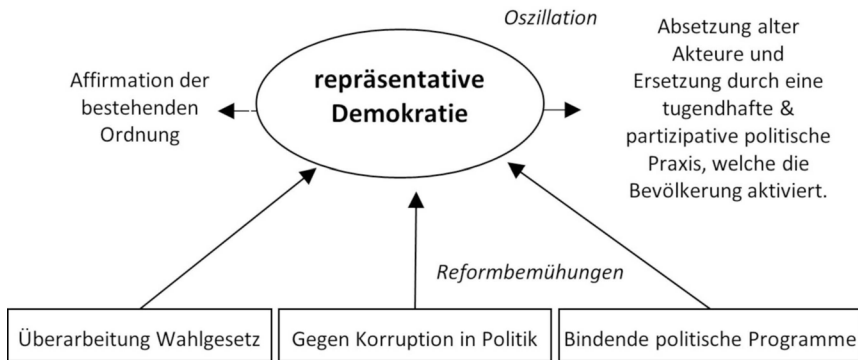 Oszillation
Affirmation der
bestehenden
Ordnung
repräsentative
Demokratie
Absetzung alter
Akteure und
Ersetzung durch eine
tugendhafte &
partizipative politische
Praxis, welche die
Bevölkerung aktiviert.
Reformbemühungen
Überarbeitung Wahlgesetz
Gegen Korruption in Politik
Bindende politische Programme